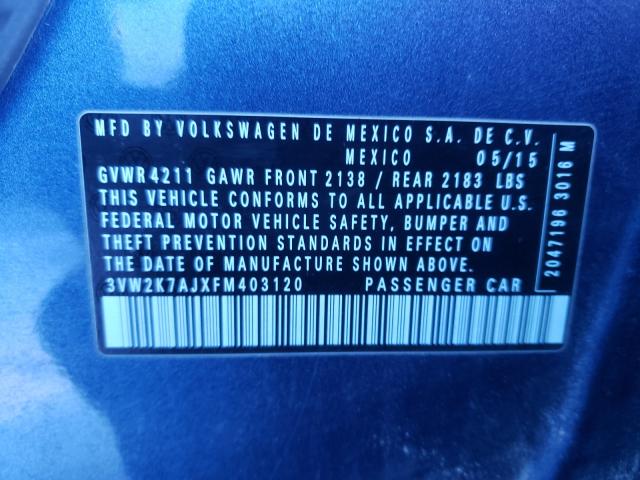 MFD BY VOLKSWAGEN DE MEXICO S.A. DE C.V.
MEXICO 05/15
GVWR 4211 GAWR FRONT 2138 / REAR 2183 LBS
THIS VEHICLE CONFORMS TO ALL APPLICABLE U.S.
FEDERAL MOTOR VEHICLE SAFETY, BUMPER AND
THEFT PREVENTION STANDARDS IN EFFECT ON
THE DATE OF MANUFACTURE SHOWN ABOVE.
3VW2K7AJXFM403120 PASSENGER CAR
2047196 3016 M